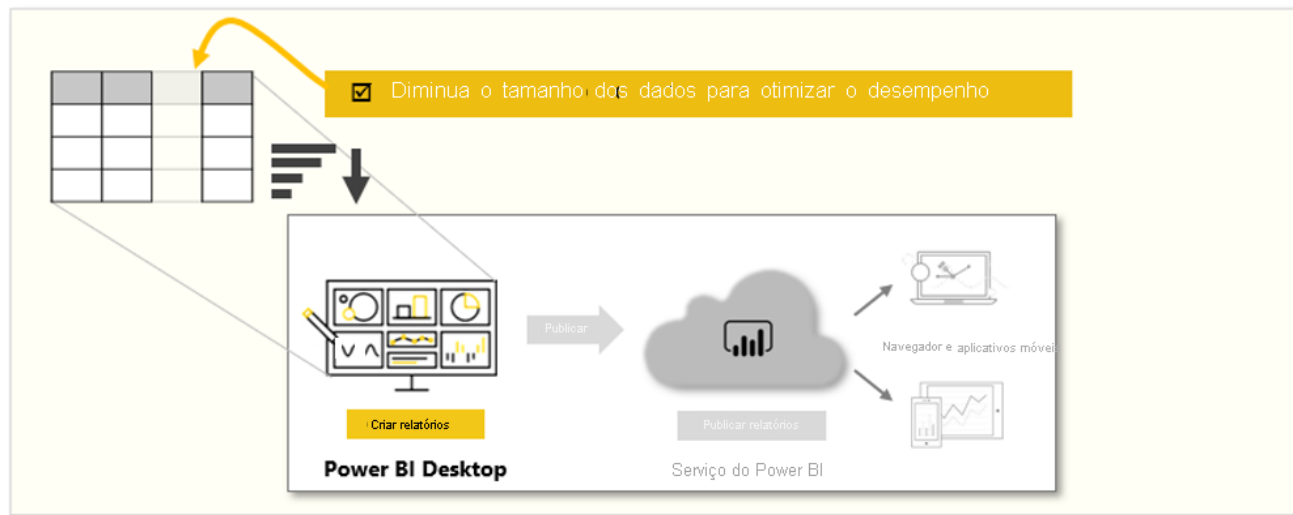 Diminua o tamanho dos dados para otimizar o desempenho
Publicar
Navegador e aplicativos móveis
Criar relatórios
Publicar relatórios
Power BI Desktop
Serviço do Power BI